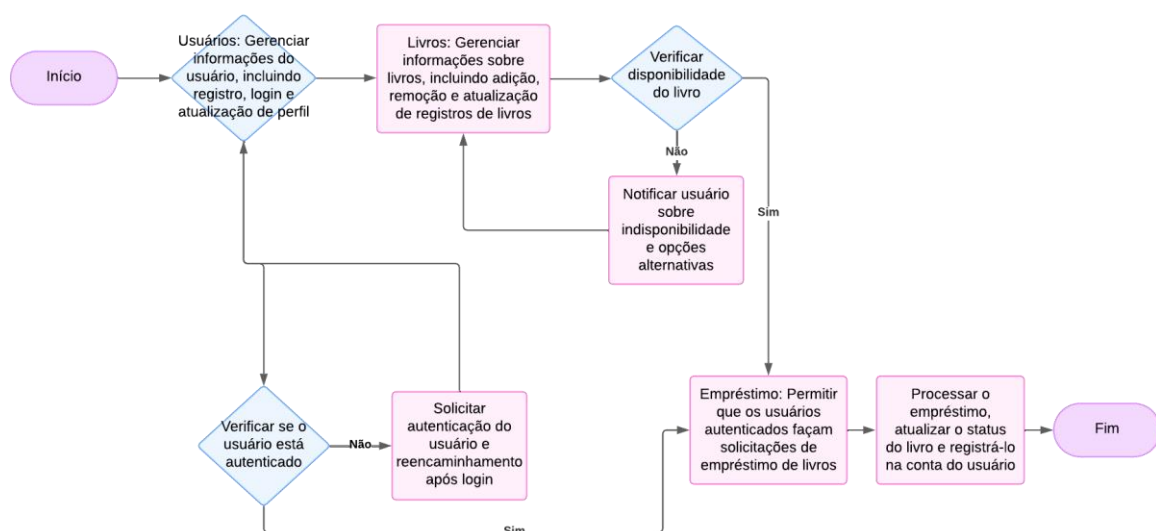 Início
Usuários: Gerenciar
informações do
usuário, incluindo
registro, login e
atualização de perfil
Livros: Gerenciar
informações sobre
livros, incluindo adição,
remoção e atualização
de registros de livros
Verificar
disponibilidade
do livro
Não
Notificar usuário
sobre
indisponibilidade
e opções
alternativas
Sim
Verificar se o
usuário está
autenticado
Não
Solicitar
autenticação do
usuário e
reencaminhamento
após login
Sim
Empréstimo: Permitir
que os usuários
autenticados façam
solicitações de
empréstimo de livros
Processar o
empréstimo,
atualizar o status
do livro e registrá-lo
na conta do usuário
Fim